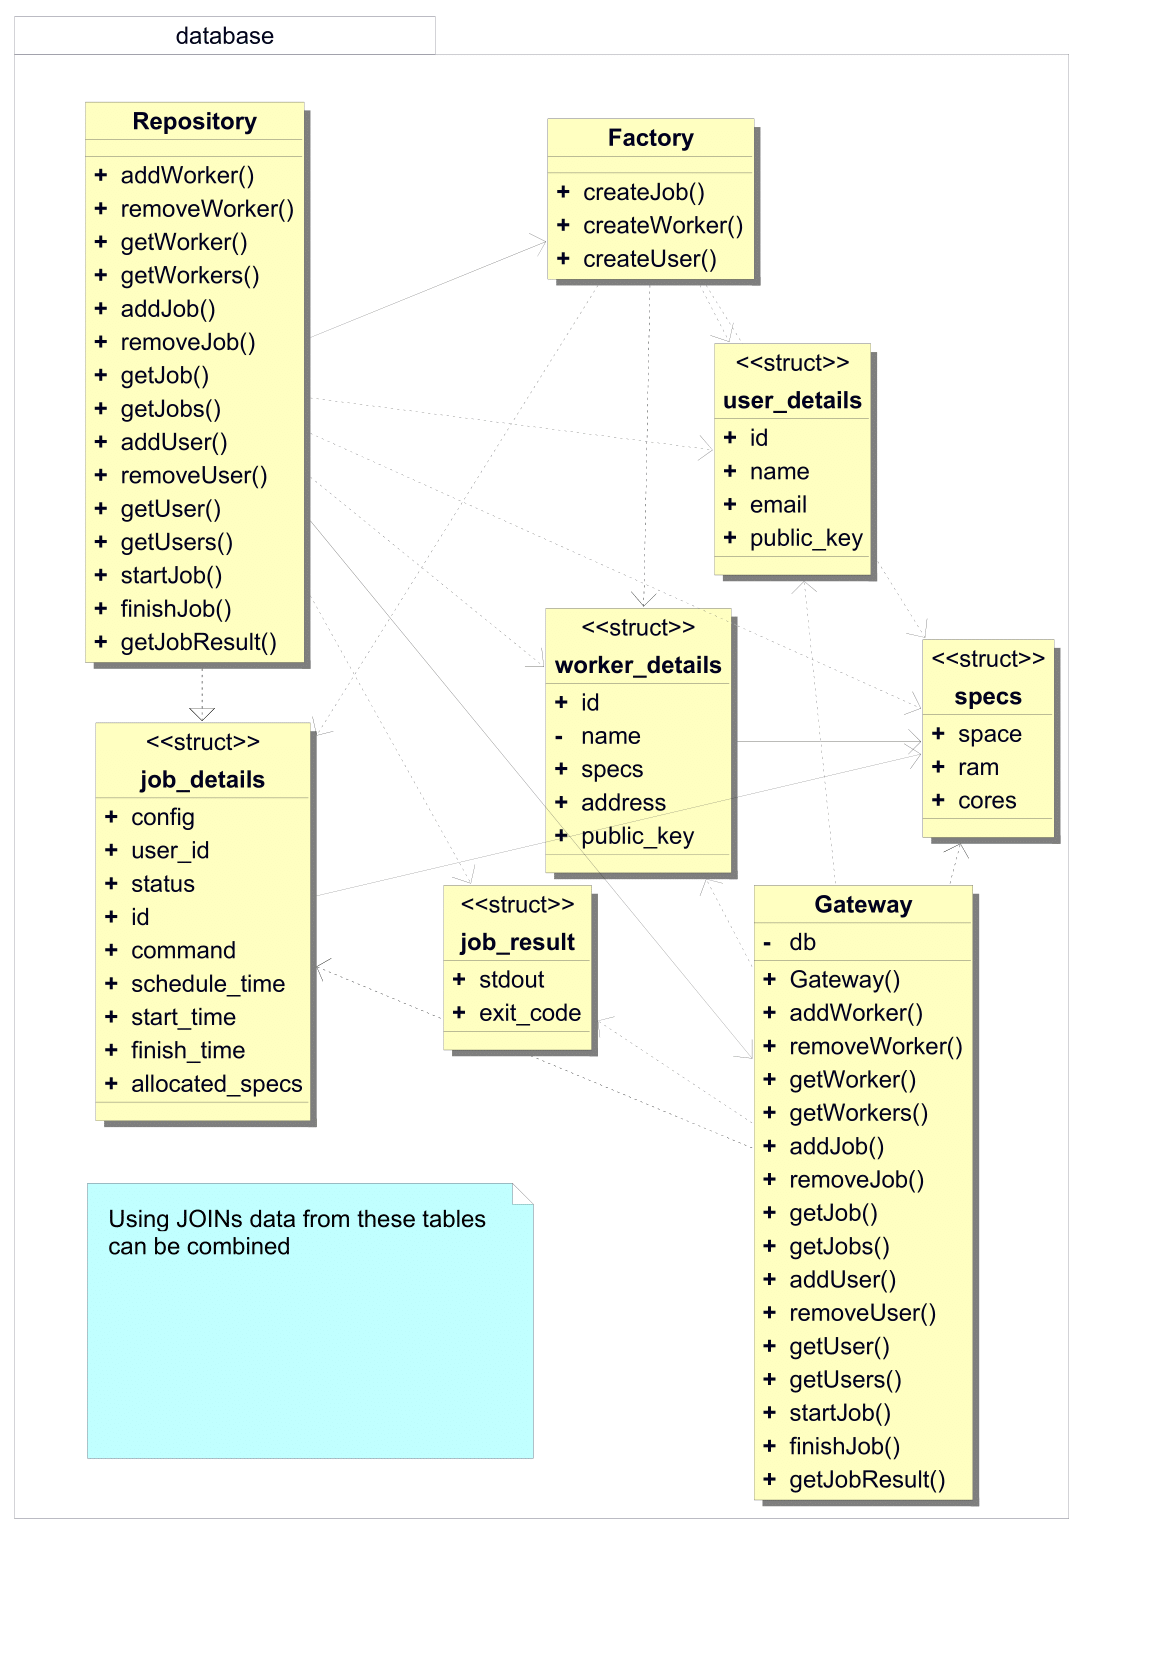 database
Repository
+ addWorker()
+ removeWorker()
+ getWorker()
+ getWorkers()
+ addJob()
+ removeJob()
+ getJob()
+ getJobs()
+ addUser()
+ removeUser()
+ getUser()
+ getUsers()
+ startJob()
+ finishJob()
+ getJobResult()
Factory
+ createJob()
+ createWorker()
+ createUser()
<<struct>>
user_details
+ id
+ name
+ email
+ public_key
<<struct>>
worker_details
+ id
- name
+ specs
+ address
+ public_key
<<struct>>
specs
+ space
+ ram
+ cores
<<struct>>
job_details
+ config
+ user_id
+ status
+ id
+ command
+ schedule_time
+ start_time
+ finish_time
+ allocated_specs
<<struct>>
job_result
+ stdout
+ exit_code
Gateway
- db
+ Gateway()
+ addWorker()
+ removeWorker()
+ getWorker()
+ getWorkers()
+ addJob()
+ removeJob()
+ getJob()
+ getJobs()
+ addUser()
+ removeUser()
+ getUser()
+ getUsers()
+ startJob()
+ finishJob()
+ getJobResult()
Using JOINs data from these tables
can be combined